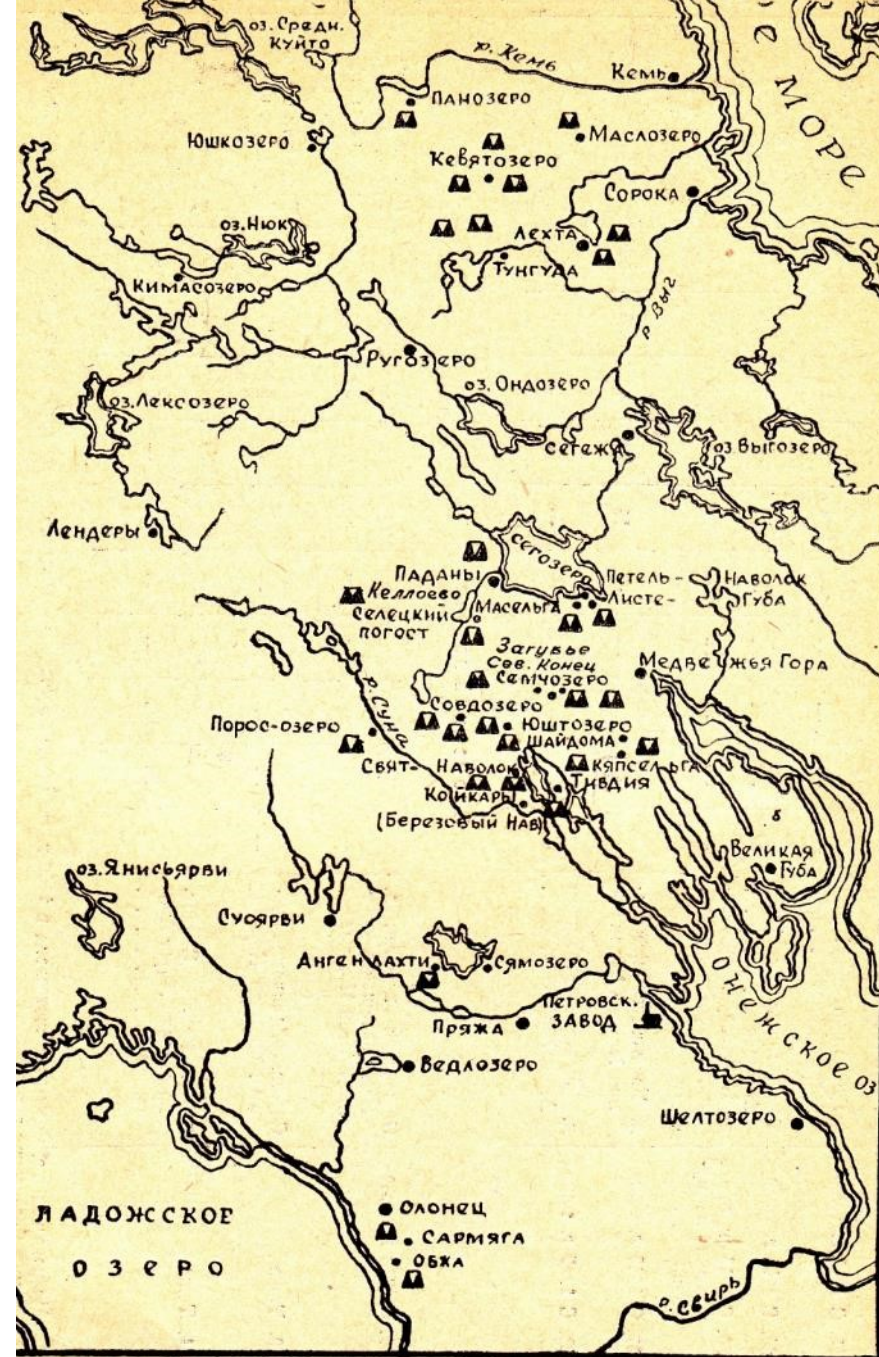 оз. Средн.
Куйто
р. Кемь
Кемь
Е МОРЕ
Панозеро
Юшкозеро
Маслозеро
Кевятозеро
Сорока
оз. Нюк
Лехта
Тунгуда
Кимасозеро
р Выг
Ругозеро
оз. Ондозеро
оз. Лексозеро
Сегежа
оз Выгозеро
Лендеры
Сегозеро
Паданы
Петель-Наволок
Келлоево
Масельга
Листе-Губа
Селецкий
погост
Загубье
Сов. Конец
Семчозеро
Медвежья Гора
р. Суна
Совдозеро
Порос-озеро
Юштозеро
Шайдома
Свят-Наволок
Кяпсельга
Тивдия
Койкары
(Березовый Нав)
Великая
Губа
оз. Янисьярви
Суоярви
Ангенлахти
Сямозеро
Онежское оз
Петровск.
завод
Пряжа
Ведлозеро
Шелтозеро
Ладожское
озеро
Олонец
Сармяга
Обжа
р. Свирь